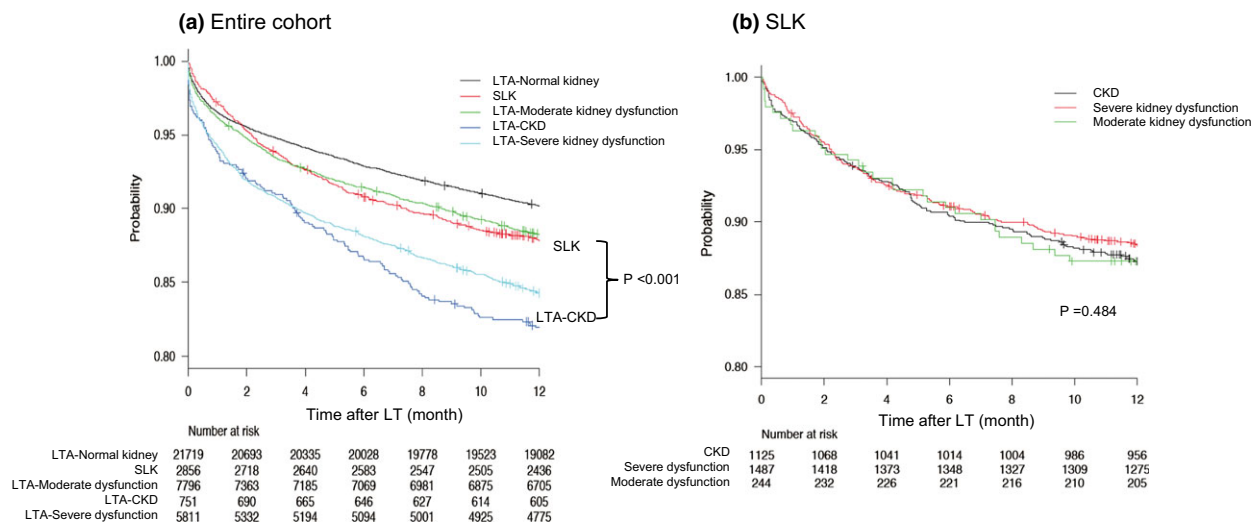 (a) Entire cohort
1.00
0.95
0.90
0.85
0.80
Probability
LTA-Normal kidney
SLK
LTA-Moderate kidney dysfunction
LTA-CKD
LTA-Severe kidney dysfunction
SLK
P <0.001
LTA-CKD
0 2 4 6 8 10 12
Time after LT (month)
Number at risk
LTA-Normal kidney 21719 20693 20335 20028 19778 19523 19082
SLK 2856 2718 2640 2583 2547 2505 2436
LTA-Moderate dysfunction 7796 7363 7185 7069 6981 6875 6705
LTA-CKD 751 690 665 646 627 614 605
LTA-Severe dysfunction 5811 5332 5194 5094 5001 4925 4775
(b) SLK
1.00
0.95
0.90
0.85
0.80
Probability
CKD
Severe kidney dysfunction
Moderate kidney dysfunction
P =0.484
0 2 4 6 8 10 12
Time after LT (month)
Number at risk
CKD 1125 1068 1041 1014 1004 986 956
Severe dysfunction 1487 1418 1373 1348 1327 1309 1275
Moderate dysfunction 244 232 226 221 216 210 205